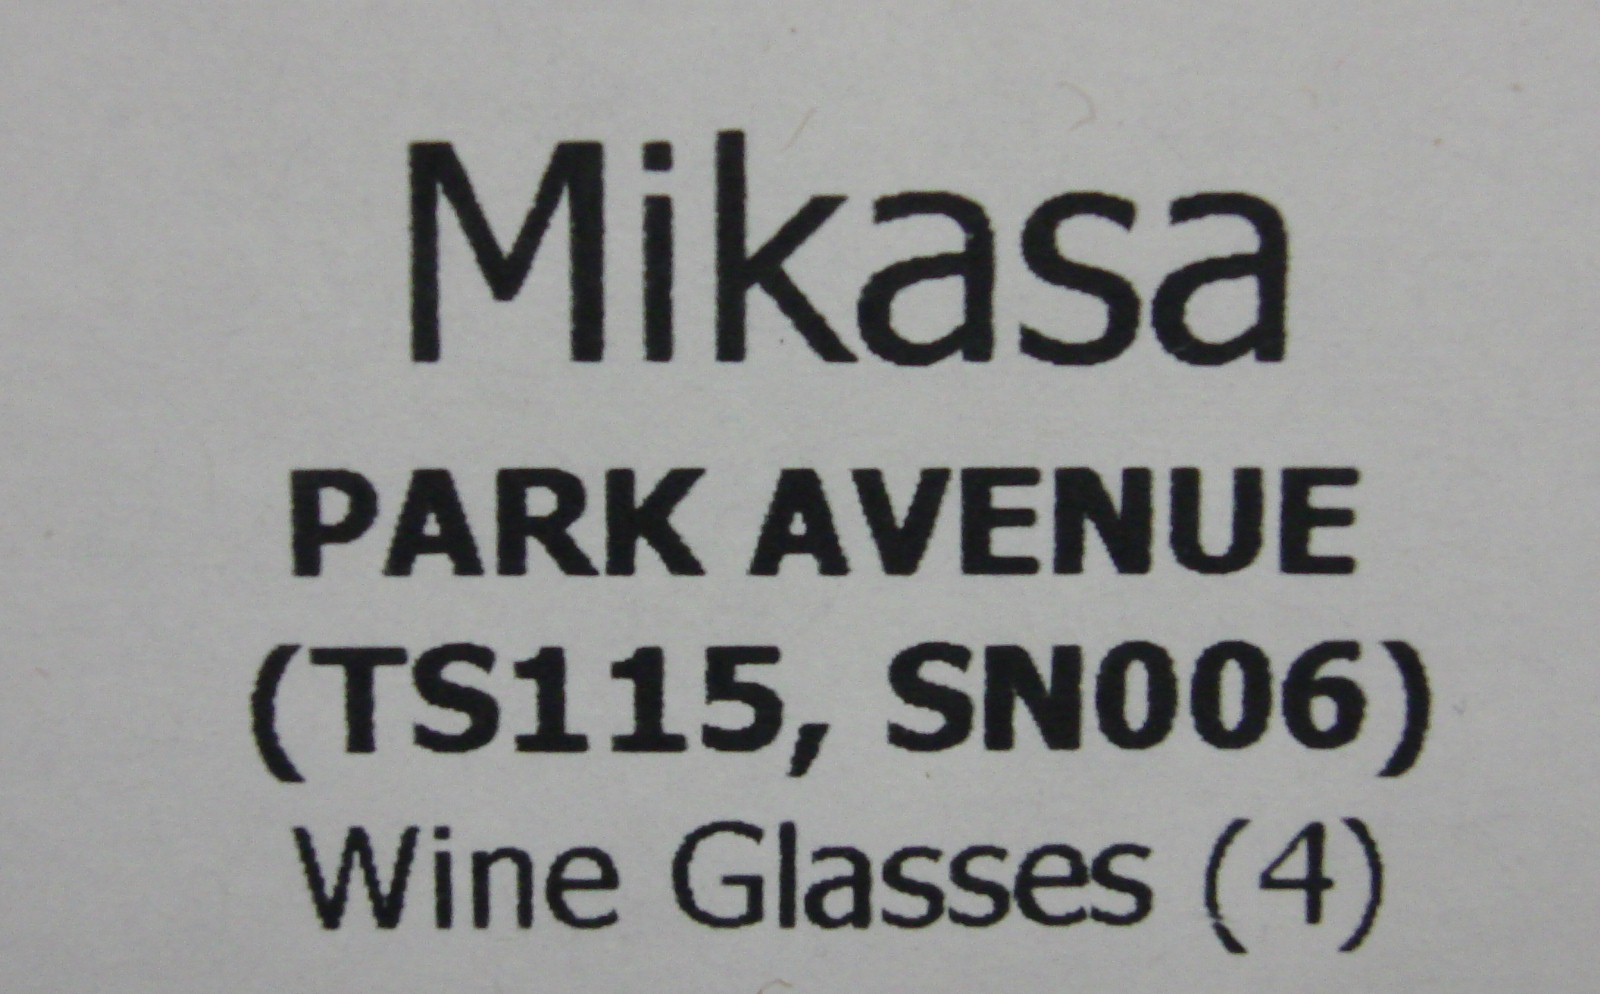 Mikasa
PARK AVENUE
(TS115, SN006)
Wine Glasses (4)